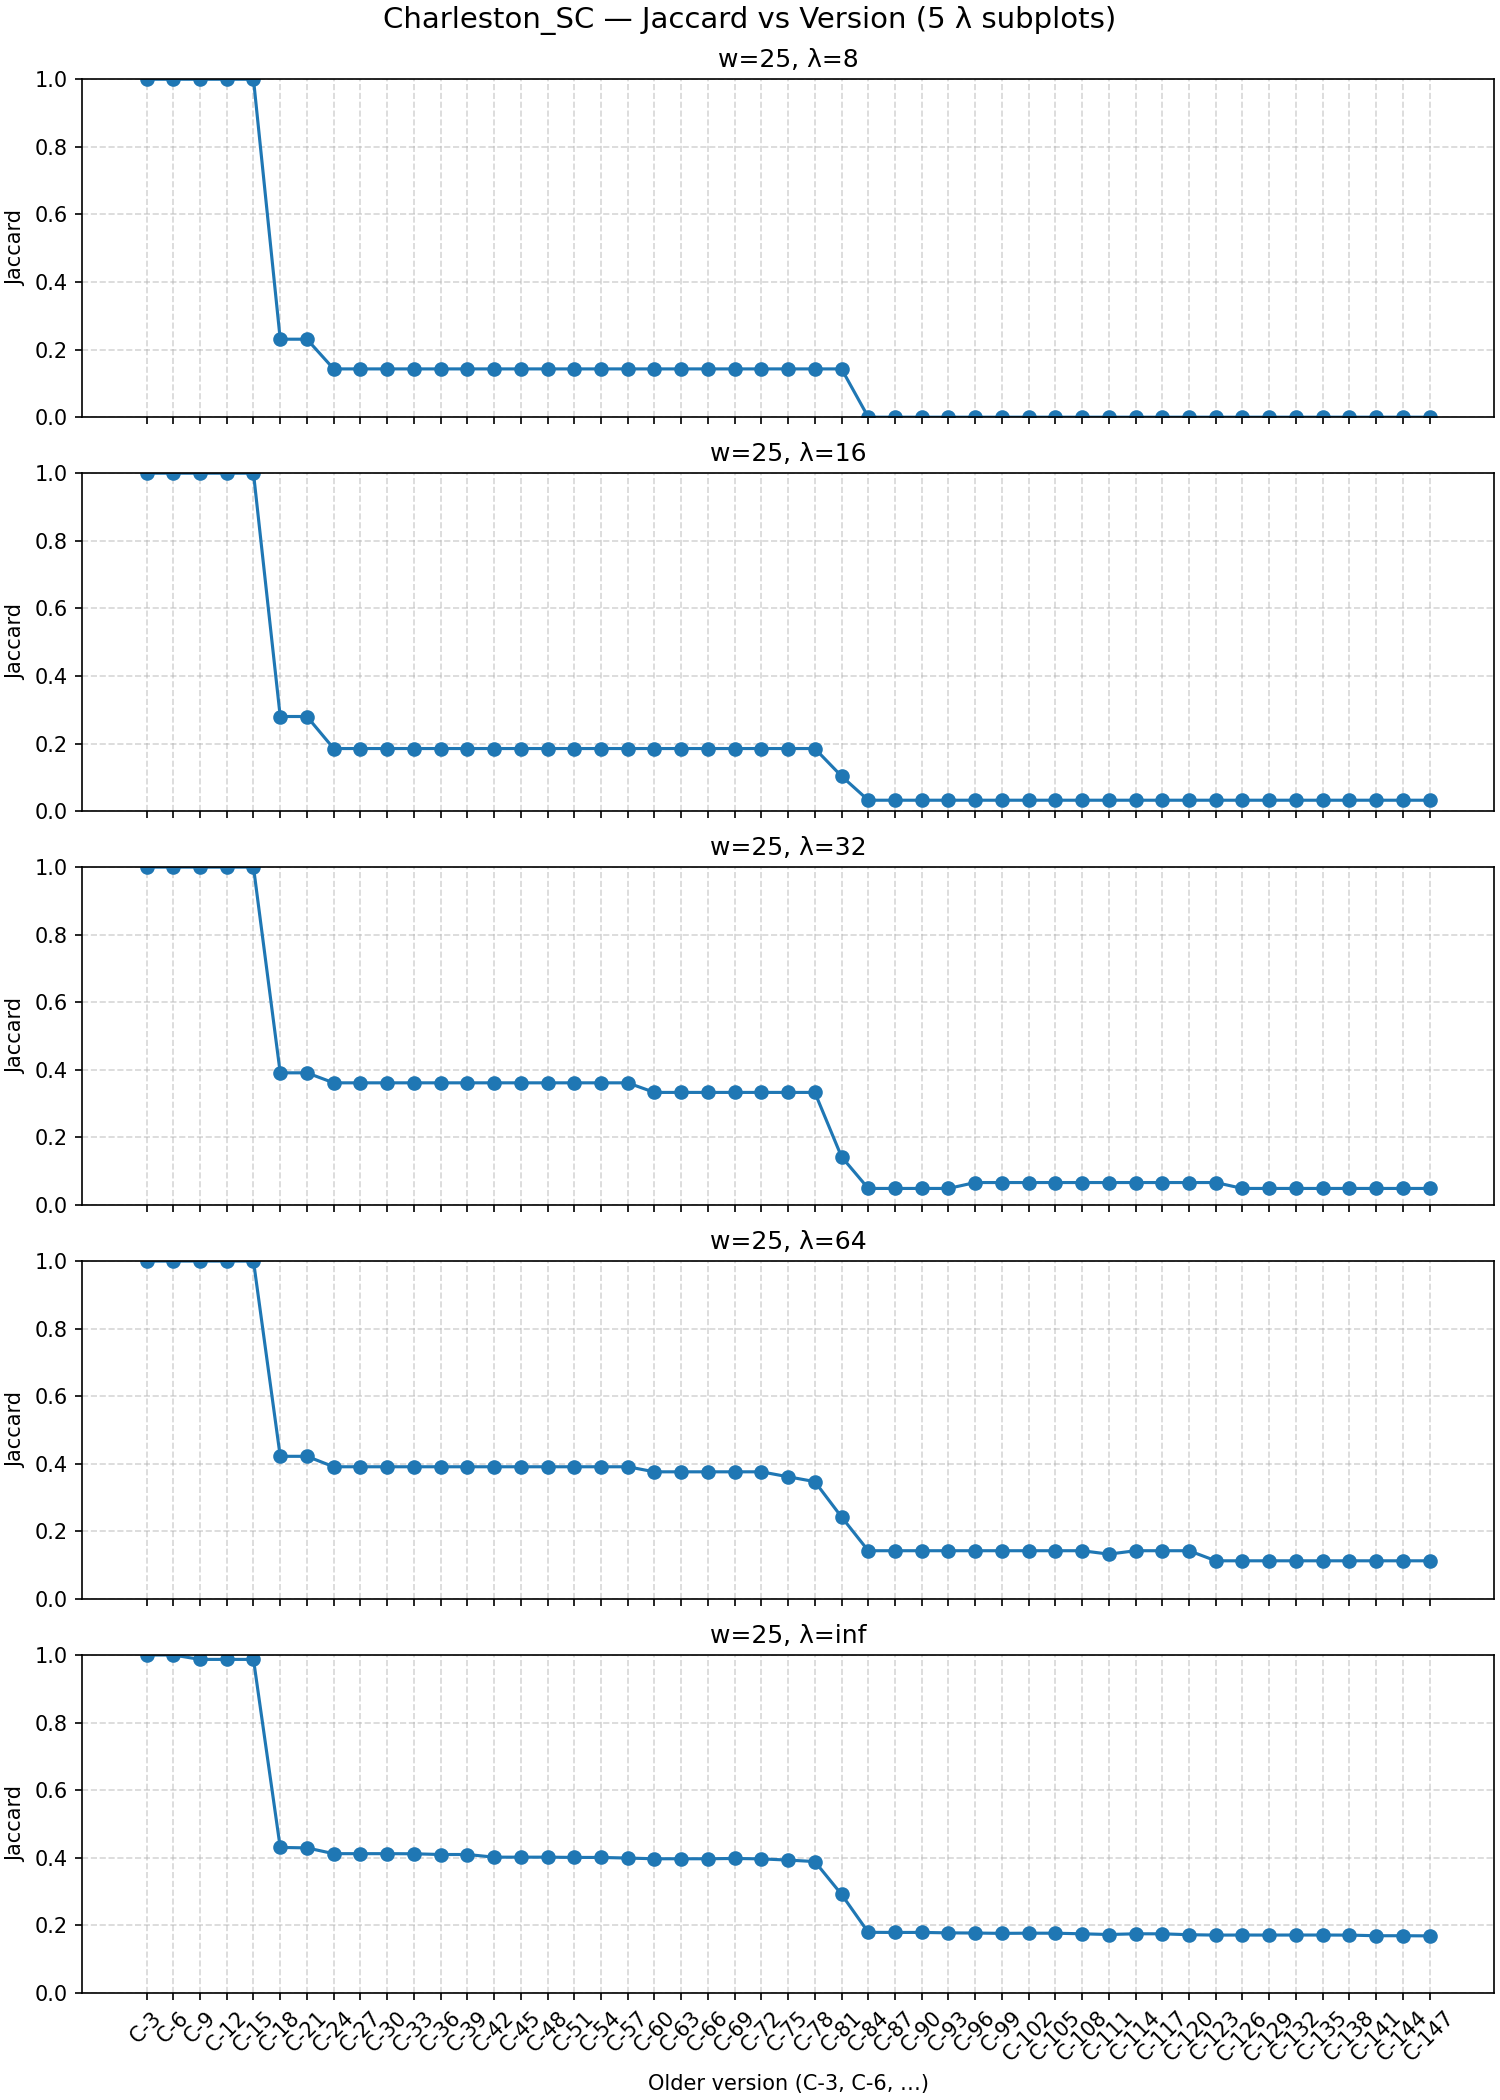 Charleston_SC — Jaccard vs Version (5 λ subplots)
w=25, λ=8
1.0
0.8
0.6
0.4
0.2
0.0
Jaccard
w=25, λ=16
1.0
0.8
0.6
0.4
0.2
0.0
Jaccard
w=25, λ=32
1.0
0.8
0.6
0.4
0.2
0.0
Jaccard
w=25, λ=64
1.0
0.8
0.6
0.4
0.2
0.0
Jaccard
w=25, λ=inf
1.0
0.8
0.6
0.4
0.2
0.0
Jaccard
C-3
C-6
C-9
C-12
C-15
C-18
C-21
C-24
C-27
C-30
C-33
C-36
C-39
C-42
C-45
C-48
C-51
C-54
C-57
C-60
C-63
C-66
C-69
C-72
C-75
C-78
C-81
C-84
C-87
C-90
C-93
C-96
C-99
C-102
C-105
C-108
C-111
C-114
C-117
C-120
C-123
C-126
C-129
C-132
C-135
C-138
C-141
C-144
C-147
Older version (C-3, C-6, ...)